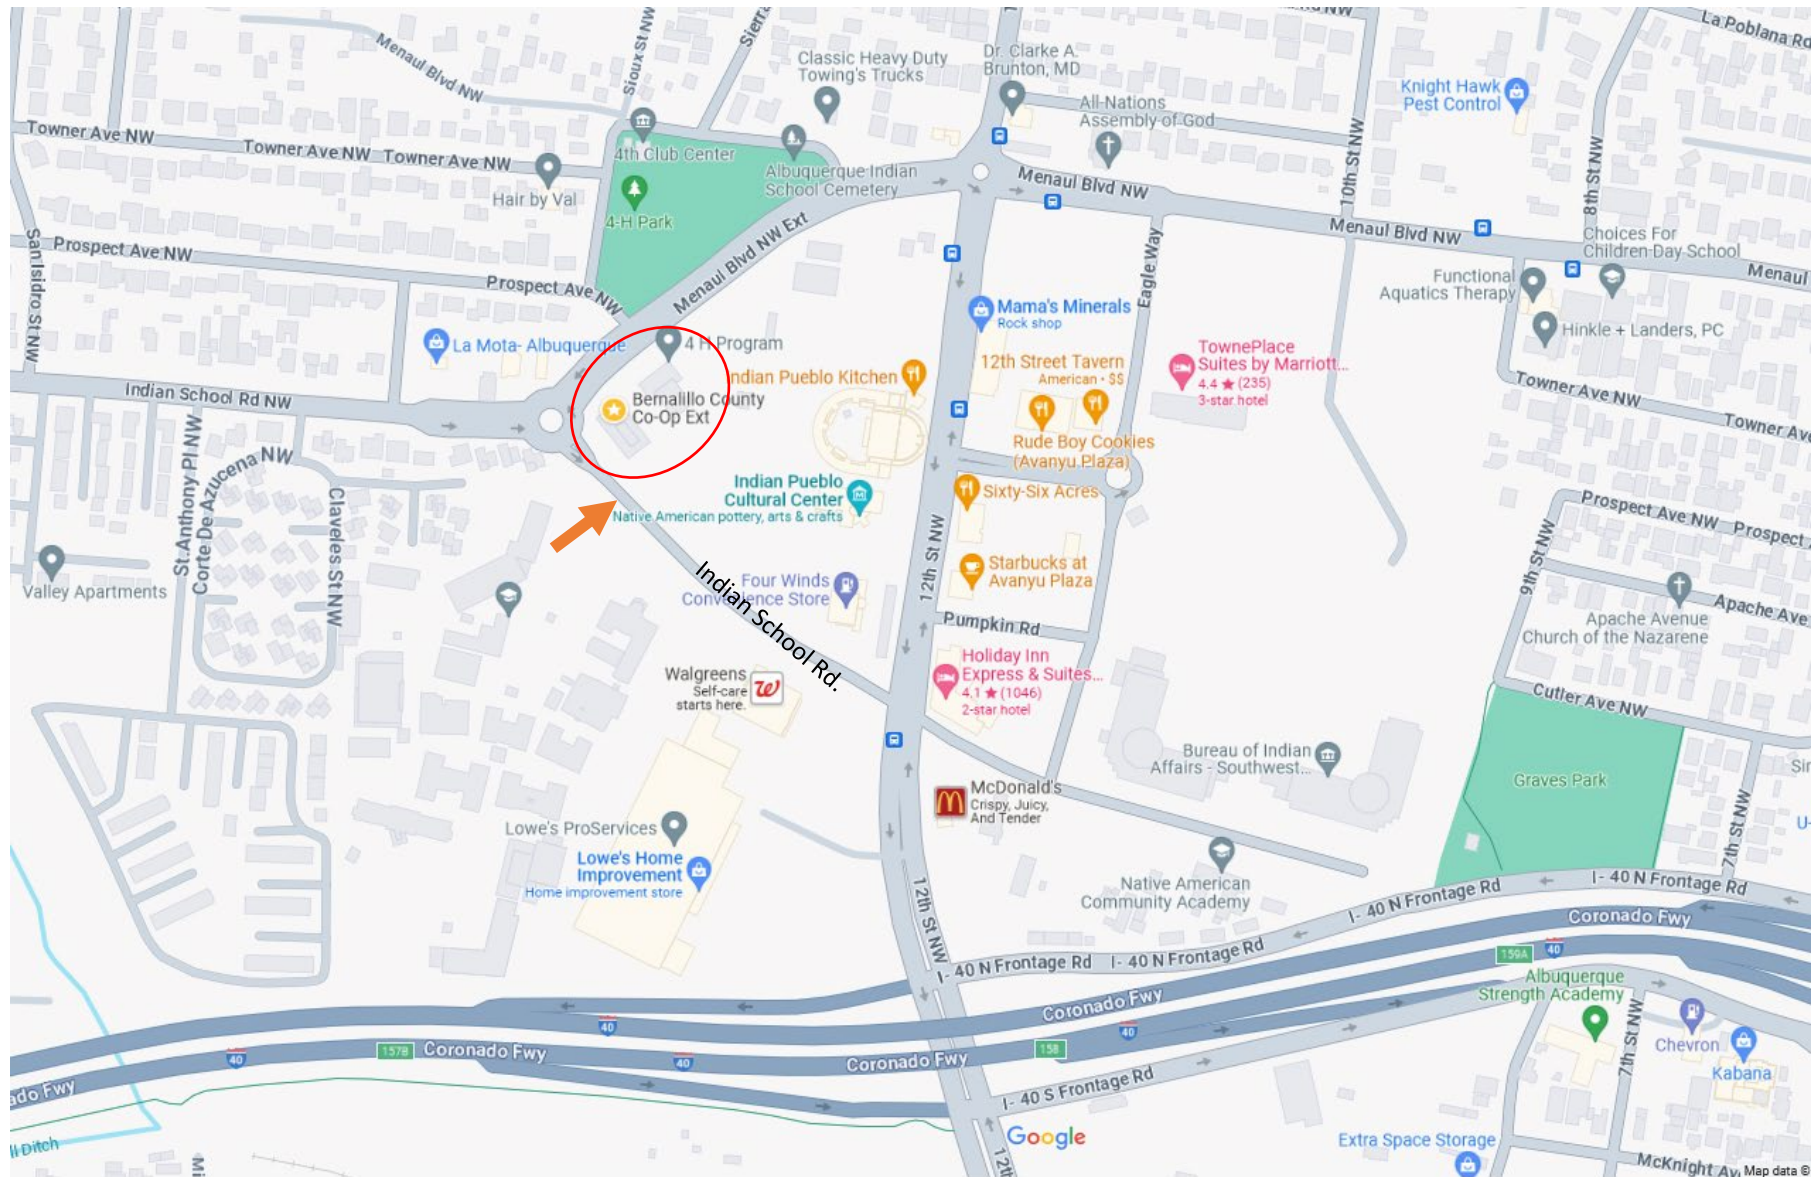 La Poblana Rd
Menaul Blvd NW
Sioux St NW
Classic Heavy Duty
Towing's Trucks
Dr. Clarke A.
Brunton, MD
Knight Hawk
Pest Control
All Nations
Assembly of God
Towner Ave NW
Towner Ave NW
Towner Ave NW
4th Club Center
Albuquerque Indian
School Cemetery
Hair by Val
4-H Park
Menaul Blvd NW
10th St NW
8th St NW
San Isidro St NW
Prospect Ave NW
Prospect Ave NW
Menaul Blvd NW Ext
Menaul Blvd NW
Choices For
Children-Day School
Menaul
Functional
Aquatics Therapy
Eagle Way
Mama's Minerals
Rock shop
Hinkle + Landers, PC
La Mota- Albuquerque
4 H Program
Indian Pueblo Kitchen
12th Street Tavern
American • $$
TownePlace
Suites by Marriott...
4.4 ★ (235)
3-star hotel
Indian School Rd NW
Bernalillo County
Co-Op Ext
Towner Ave NW
Towner Ave
Rude Boy Cookies
(Avanyu Plaza)
St. Anthony Pl NW
Corte De Azucena NW
Claveles St NW
Indian Pueblo
Cultural Center
Native American pottery, arts & crafts
Sixty-Six Acres
Prospect Ave NW
Prospect
12th St NW
9th St NW
Valley Apartments
Four Winds
Convenience Store
Starbucks at
Avanyu Plaza
Indian School Rd.
Pumpkin Rd
Apache Ave
Apache Avenue
Church of the Nazarene
Walgreens
Self-care
starts here.
Holiday Inn
Express & Suites...
4.1 ★ (1046)
2-star hotel
Cutler Ave NW
Bureau of Indian
Affairs - Southwest...
Graves Park
McDonald's
Crispy, Juicy,
And Tender
7th St NW
Lowe's ProServices
Lowe's Home
Improvement
Home improvement store
Native American
Community Academy
12th St NW
I- 40 N Frontage Rd
I- 40 N Frontage Rd
Coronado Fwy
I- 40 N Frontage Rd
I- 40 N Frontage Rd
159A
40
Albuquerque
Strength Academy
Coronado Fwy
40
40
7th St NW
Chevron
157B
Coronado Fwy
40
40
Coronado Fwy
158
Kabana
ado Fwy
I- 40 S Frontage Rd
Google
Extra Space Storage
ll Ditch
12th
McKnight Av
Map data ©